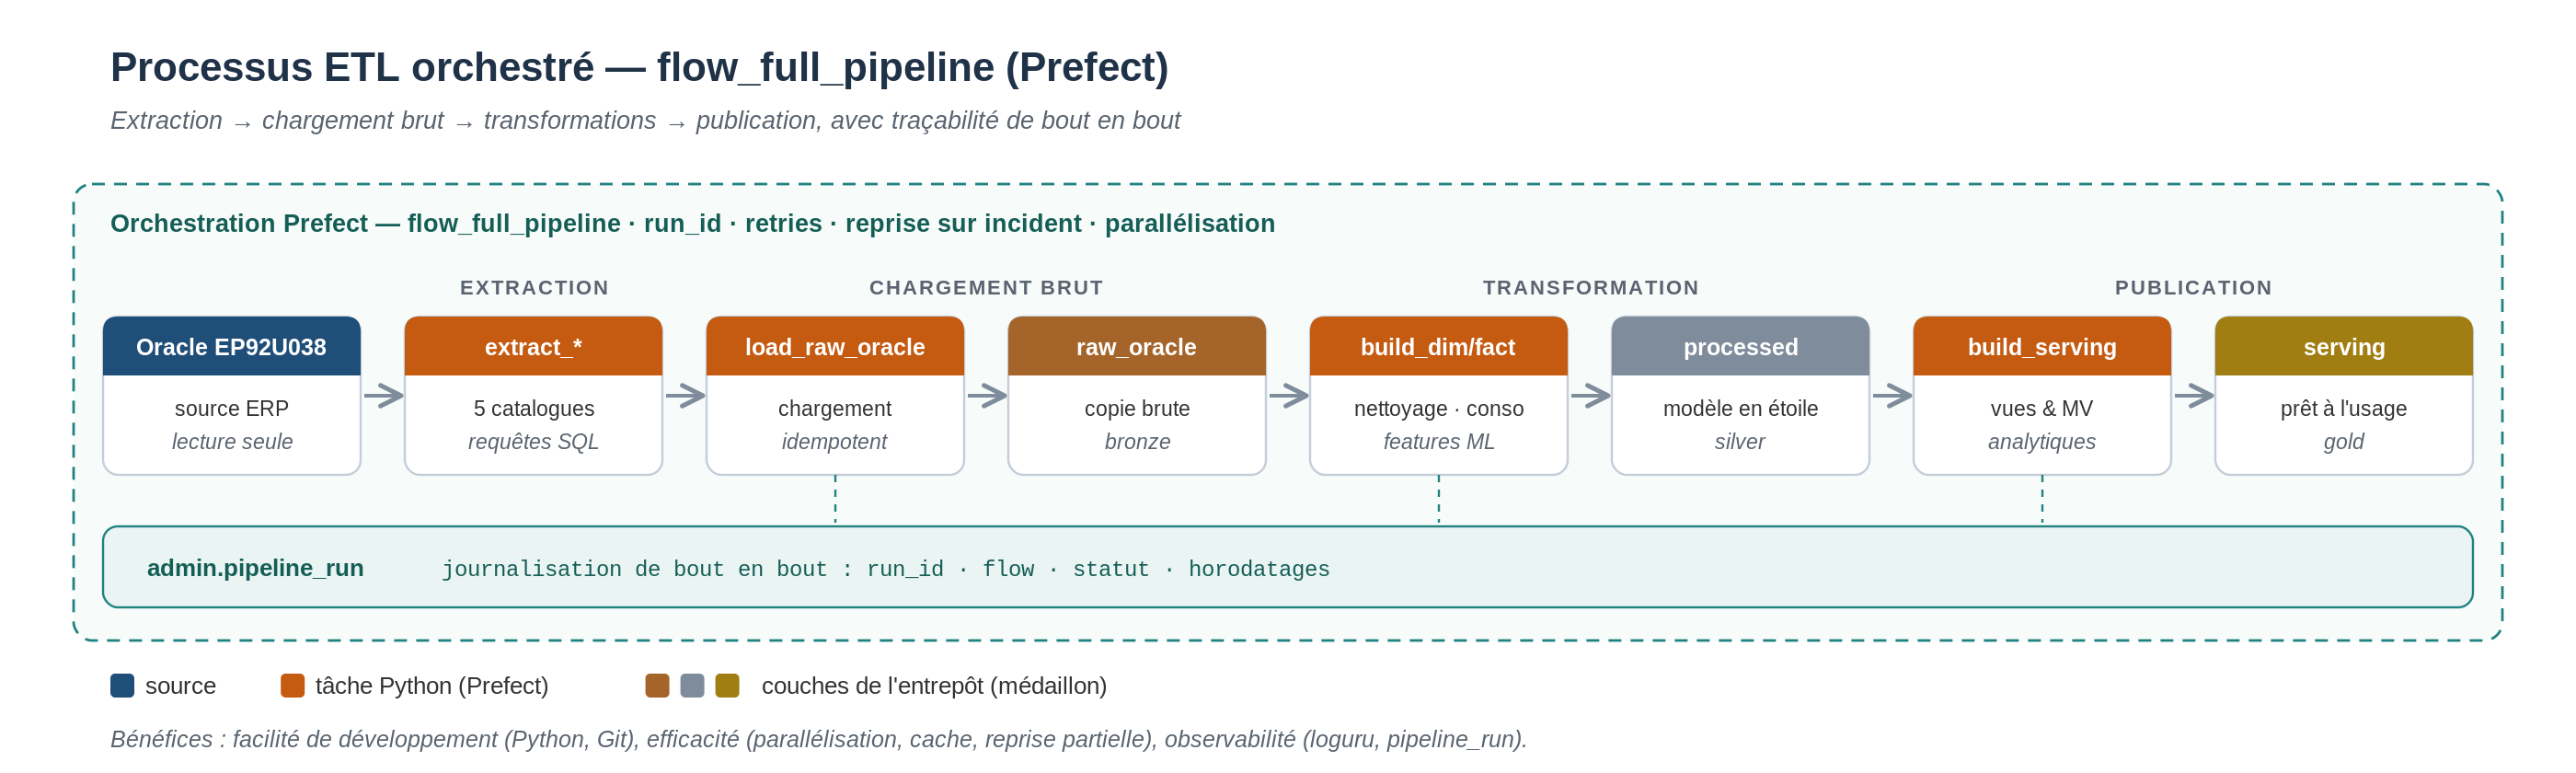 Processus ETL orchestré — flow_full_pipeline (Prefect)
Extraction → chargement brut → transformations → publication, avec traçabilité de bout en bout
Orchestration Prefect — flow_full_pipeline · run_id · retries · reprise sur incident · parallélisation
EXTRACTION
CHARGEMENT BRUT
TRANSFORMATION
PUBLICATION
Oracle EP92U038
source ERP
lecture seule
extract_*
5 catalogues
requêtes SQL
load_raw_oracle
chargement
idempotent
raw_oracle
copie brute
bronze
build_dim/fact
nettoyage · conso
features ML
processed
modèle en étoile
silver
build_serving
vues & MV
analytiques
serving
prêt à l'usage
gold
admin.pipeline_run
journalisation de bout en bout : run_id · flow · statut · horodatages
source
tâche Python (Prefect)
couches de l'entrepôt (médaillon)
Bénéfices : facilité de développement (Python, Git), efficacité (parallélisation, cache, reprise partielle), observabilité (loguru, pipeline_run).